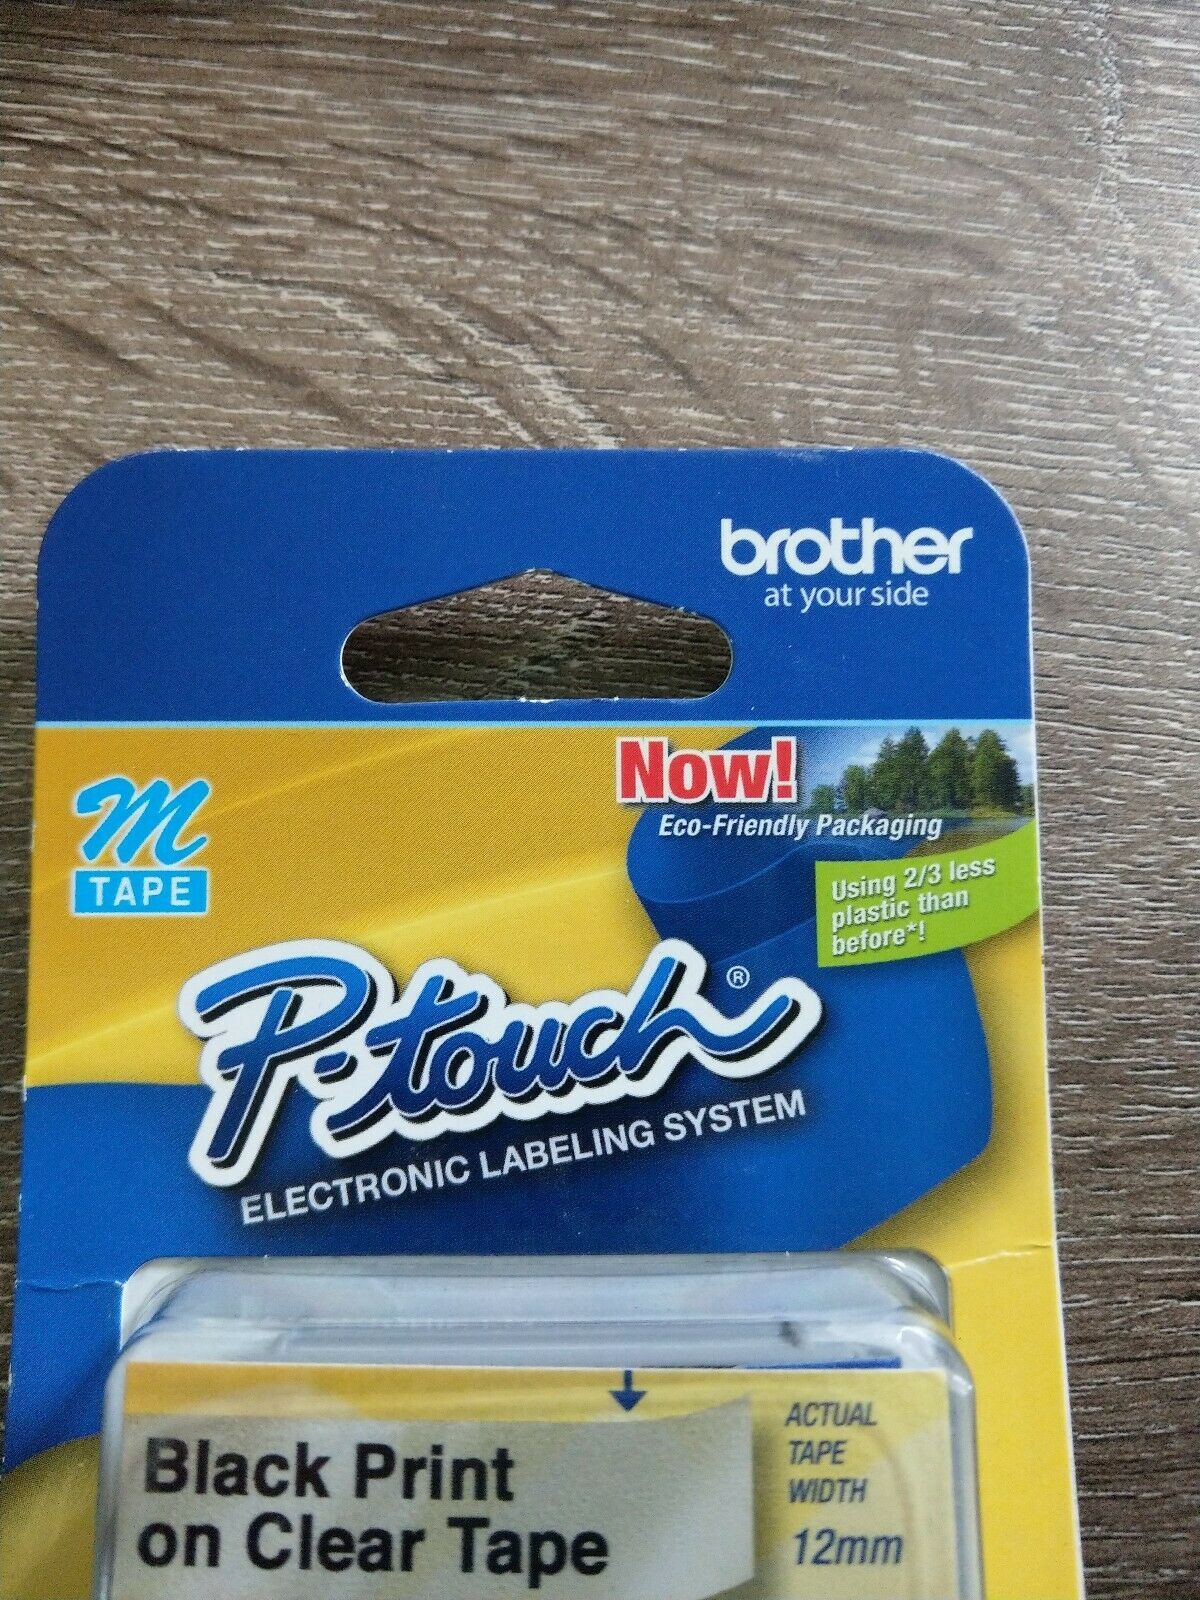 brother
at your side
Now!
Eco-Friendly Packaging
Using 2/3 less
plastic than
before*!
M
TAPE
P-touch®
ELECTRONIC LABELING SYSTEM
Black Print
on Clear Tape
ACTUAL
TAPE
WIDTH
12mm